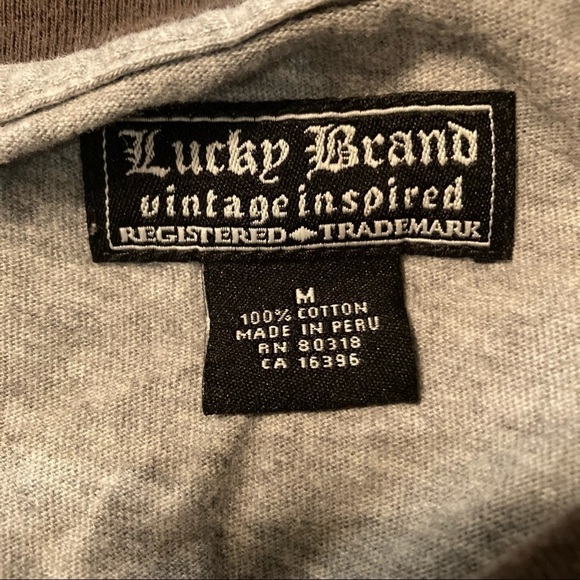 Lucky Brand
vintage inspired
REGISTERED TRADEMARK
M
100% COTTON
MADE IN PERU
RN 80318
CA 16396